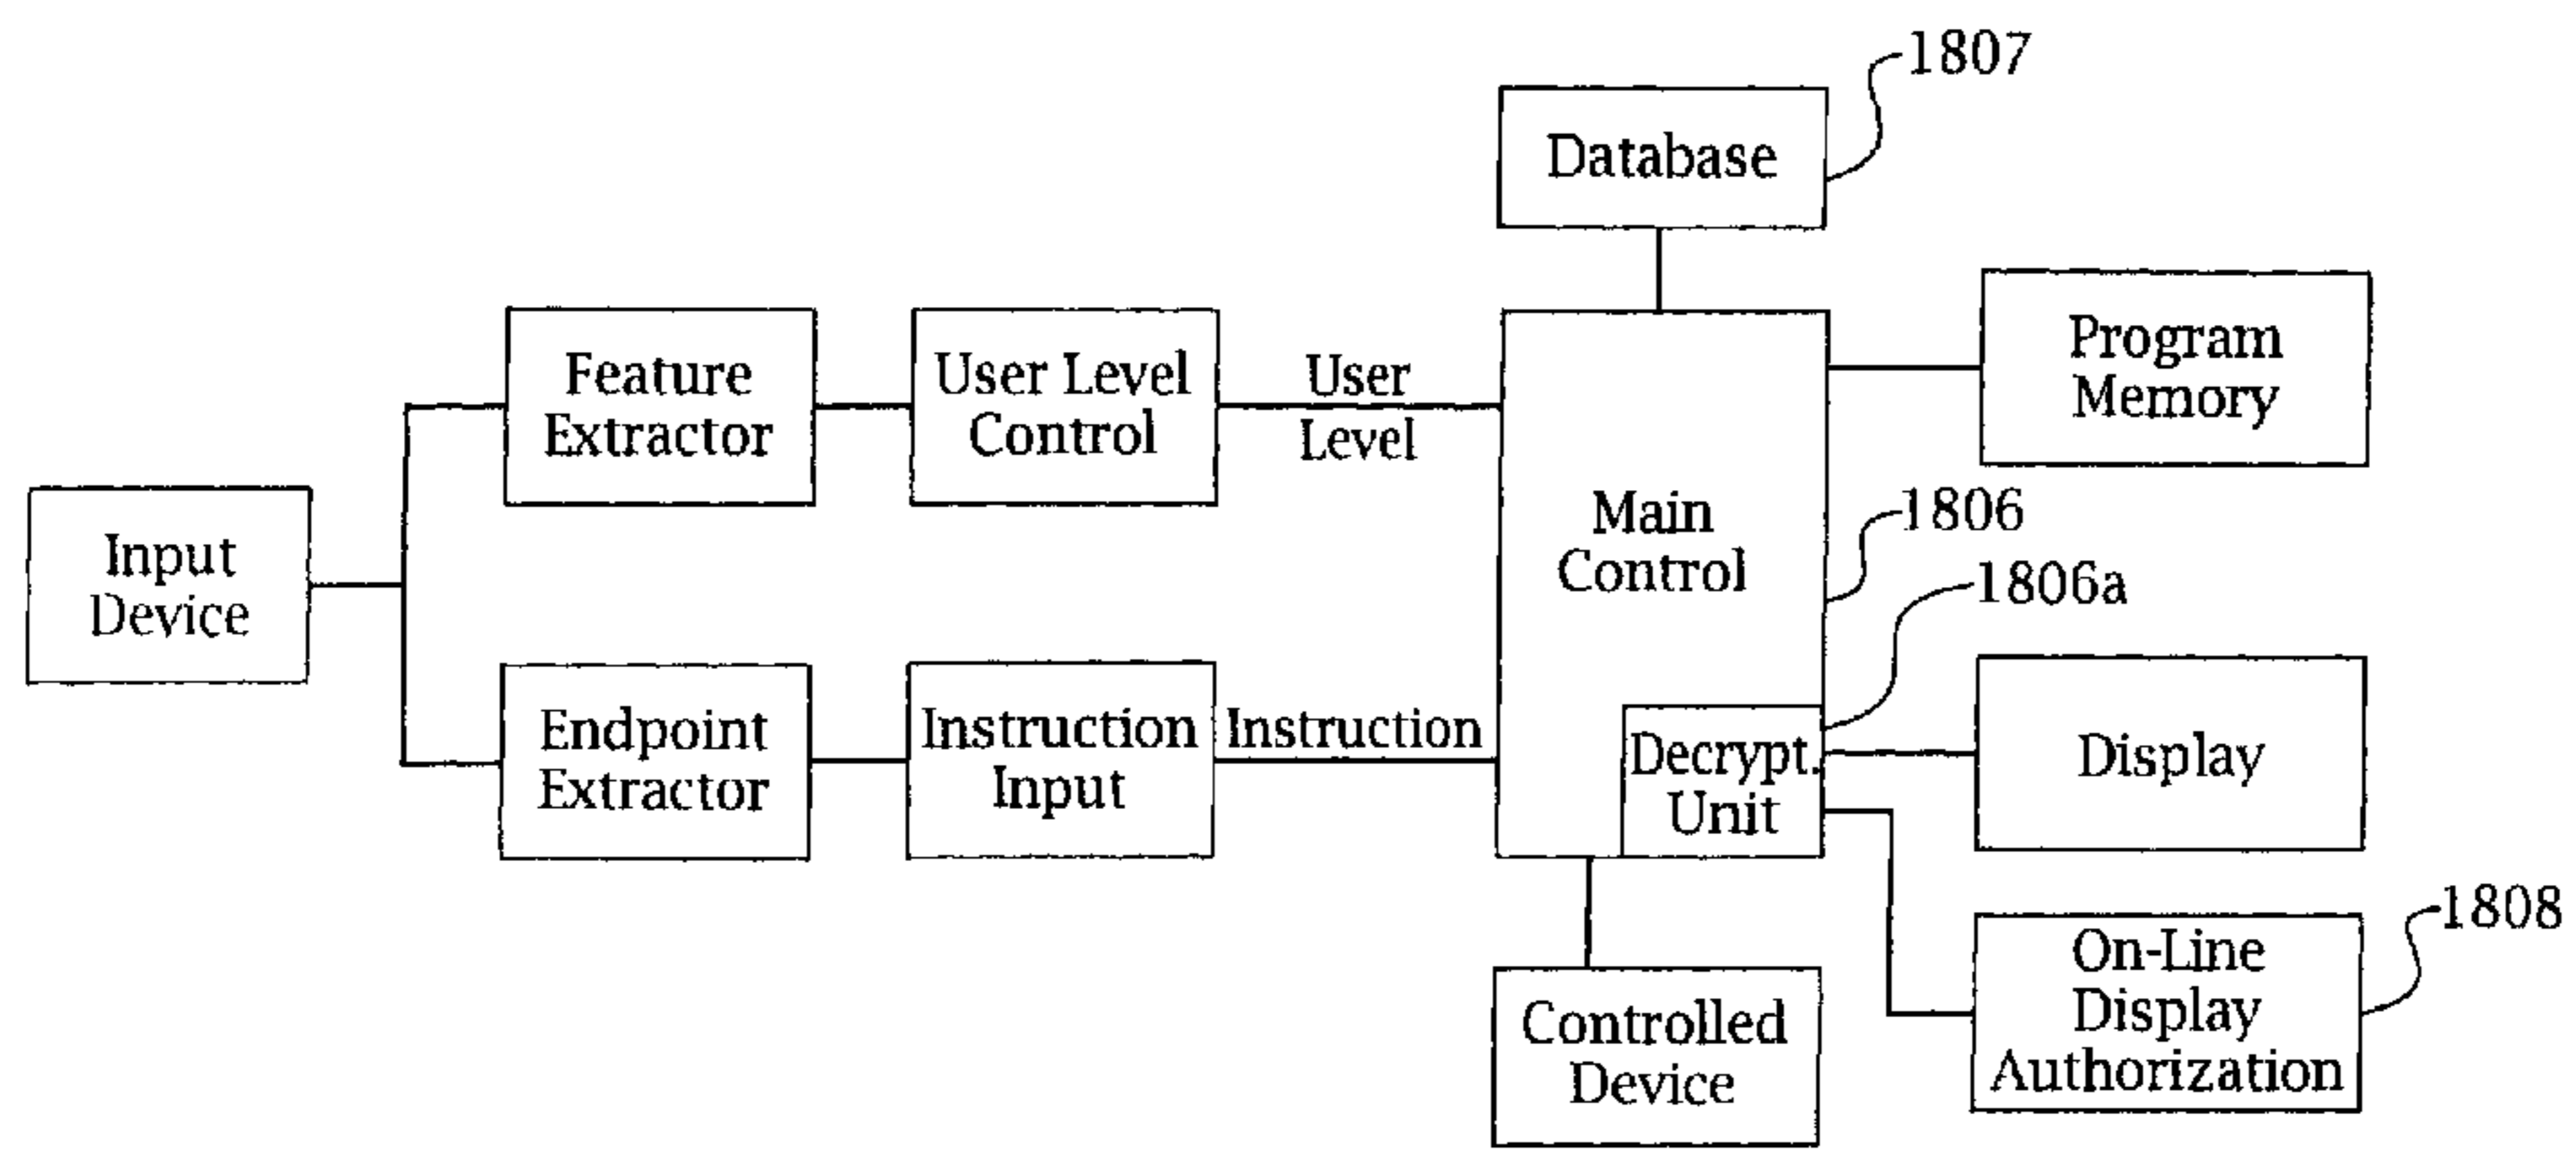 1807
Database
Feature
Extractor
User Level
Control
User
Level
Program
Memory
Input
Device
Main
Control
1806
1806a
Endpoint
Extractor
Instruction
Input
Instruction
Decrypt.
Unit
Display
1808
On-Line
Display
Authorization
Controlled
Device